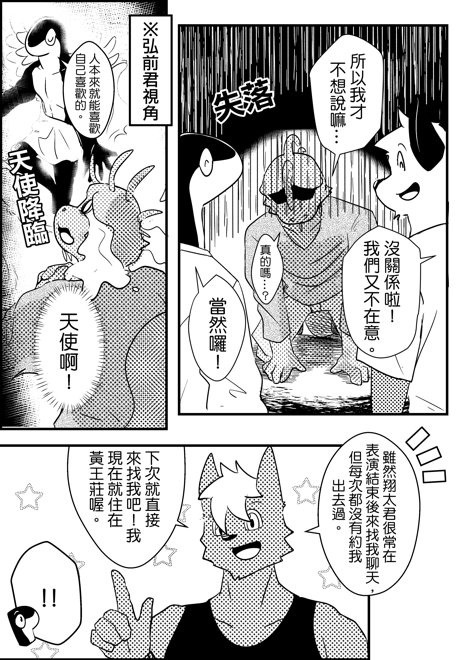 所以我才
不想說嘛…
失落
沒關係啦！
我們又不在意。
真的嗎…？
當然囉！
※弘前君視角
人本來就能喜歡
自己喜歡的。
天使降臨
天使啊！
雖然翔太君很常在
表演結束後來找我聊天，
但每次都沒有約我
出去過。
下次就直接
來找我吧！我
現在就住在
黃王莊喔。
!!